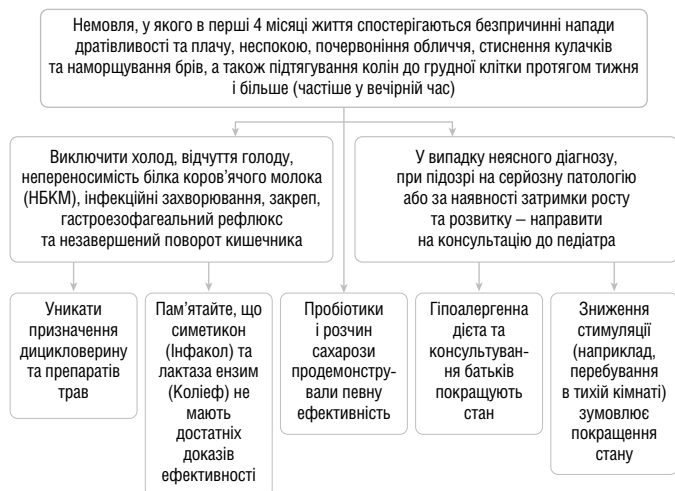 Немовля, у якого в перші 4 місяці життя спостерігаються безпричинні напади
дратівливості та плачу, неспокою, почервоніння обличчя, стиснення кулачків
та наморщування брів, а також підтягування колін до грудної клітки протягом тижня
і більше (частіше у вечірній час)
Виключити холод, відчуття голоду,
непереносимість білка коров’ячого молока
(НБКМ), інфекційні захворювання, закреп,
гастроезофагеальний рефлюкс
та незавершений поворот кишечника
У випадку неясного діагнозу,
при підозрі на серйозну патологію
або за наявності затримки росту
та розвитку – направити
на консультацію до педіатра
Уникати
призначення
дицикловерину
та препаратів
трав
Пам’ятайте, що
симетикон
(Інфакол) та
лактаза ензим
(Коліеф) не
мають
достатніх
доказів
ефективності
Пробіотики
і розчин
сахарози
продемонстру-
вали певну
ефективність
Гіпоалергенна
дієта та
консультуван-
ня батьків
покращують
стан
Зниження
стимуляції
(наприклад,
перебування
в тихій кімнаті)
зумовлює
покращення
стану